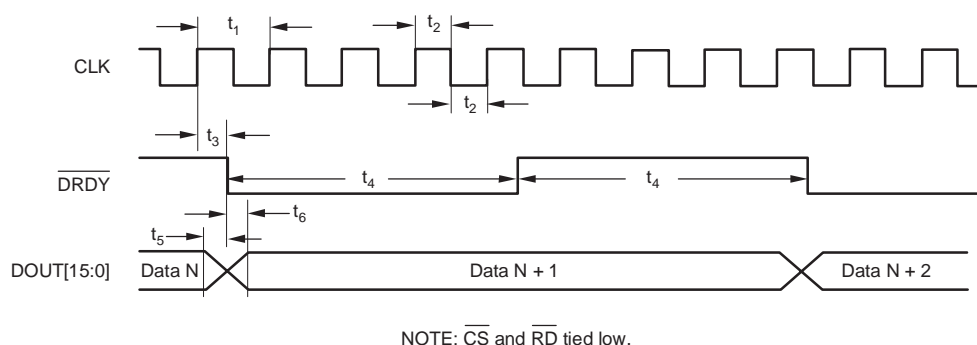 t1 t2
CLK
t2
t3
DRDY t4 t4
t6
t5
DOUT[15:0] Data N Data N + 1 Data N + 2
NOTE: CS and RD tied low.